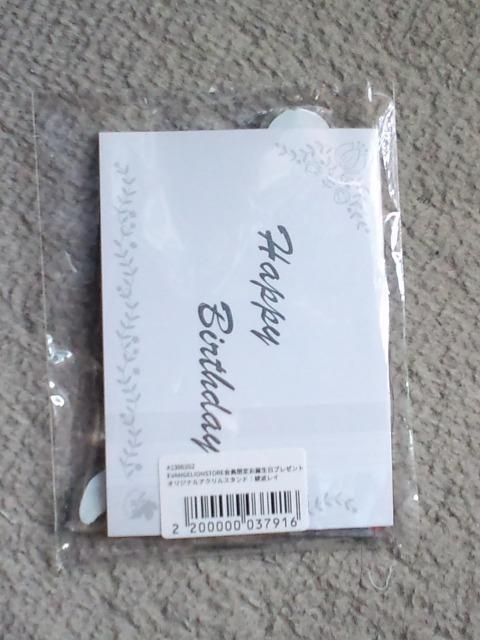 Happy
Birthday
A1300202
EVANGELIONSTORE会員限定お誕生日プレゼント
オリジナルアクリルスタンド：綾波レイ
2 200000 037916